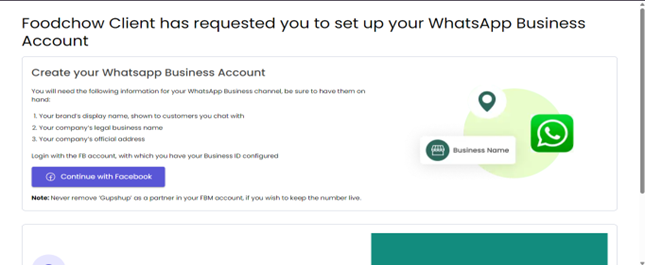 Foodchow Client has requested you to set up your WhatsApp Business
Account
Create your Whatsapp Business Account
You will need the following information for your WhatsApp Business channel, be sure to have them on
hand:
1. Your brand's display name, shown to customers you chat with
2. Your company's legal business name
3. Your company's official address
Login with the FB account, with which you have your Business ID configured
Continue with Facebook
Note: Never remove 'Gupshup' as a partner in your FBM account, if you wish to keep the number live.
Business Name